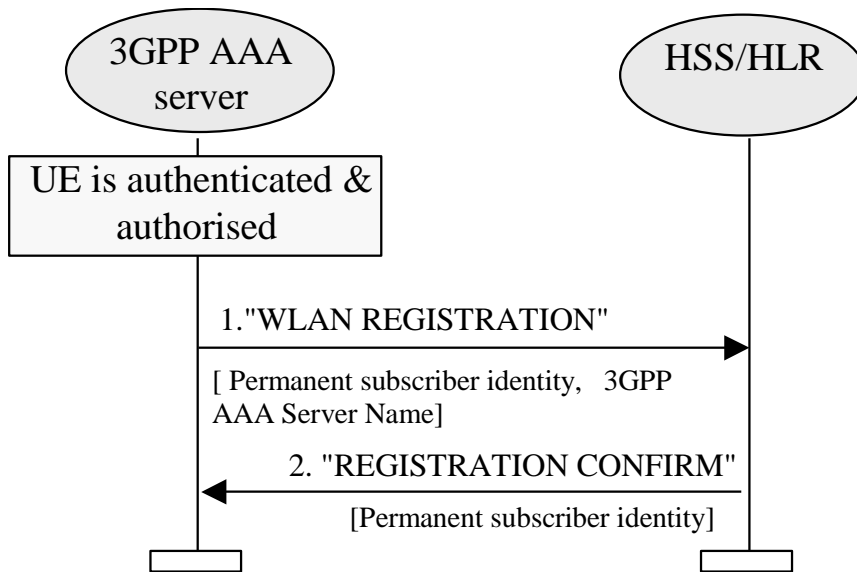 3GPP AAA
server
HSS/HLR
UE is authenticated &
authorised
1."WLAN REGISTRATION"
[ Permanent subscriber identity, 3GPP
AAA Server Name]
2. "REGISTRATION CONFIRM"
[Permanent subscriber identity]